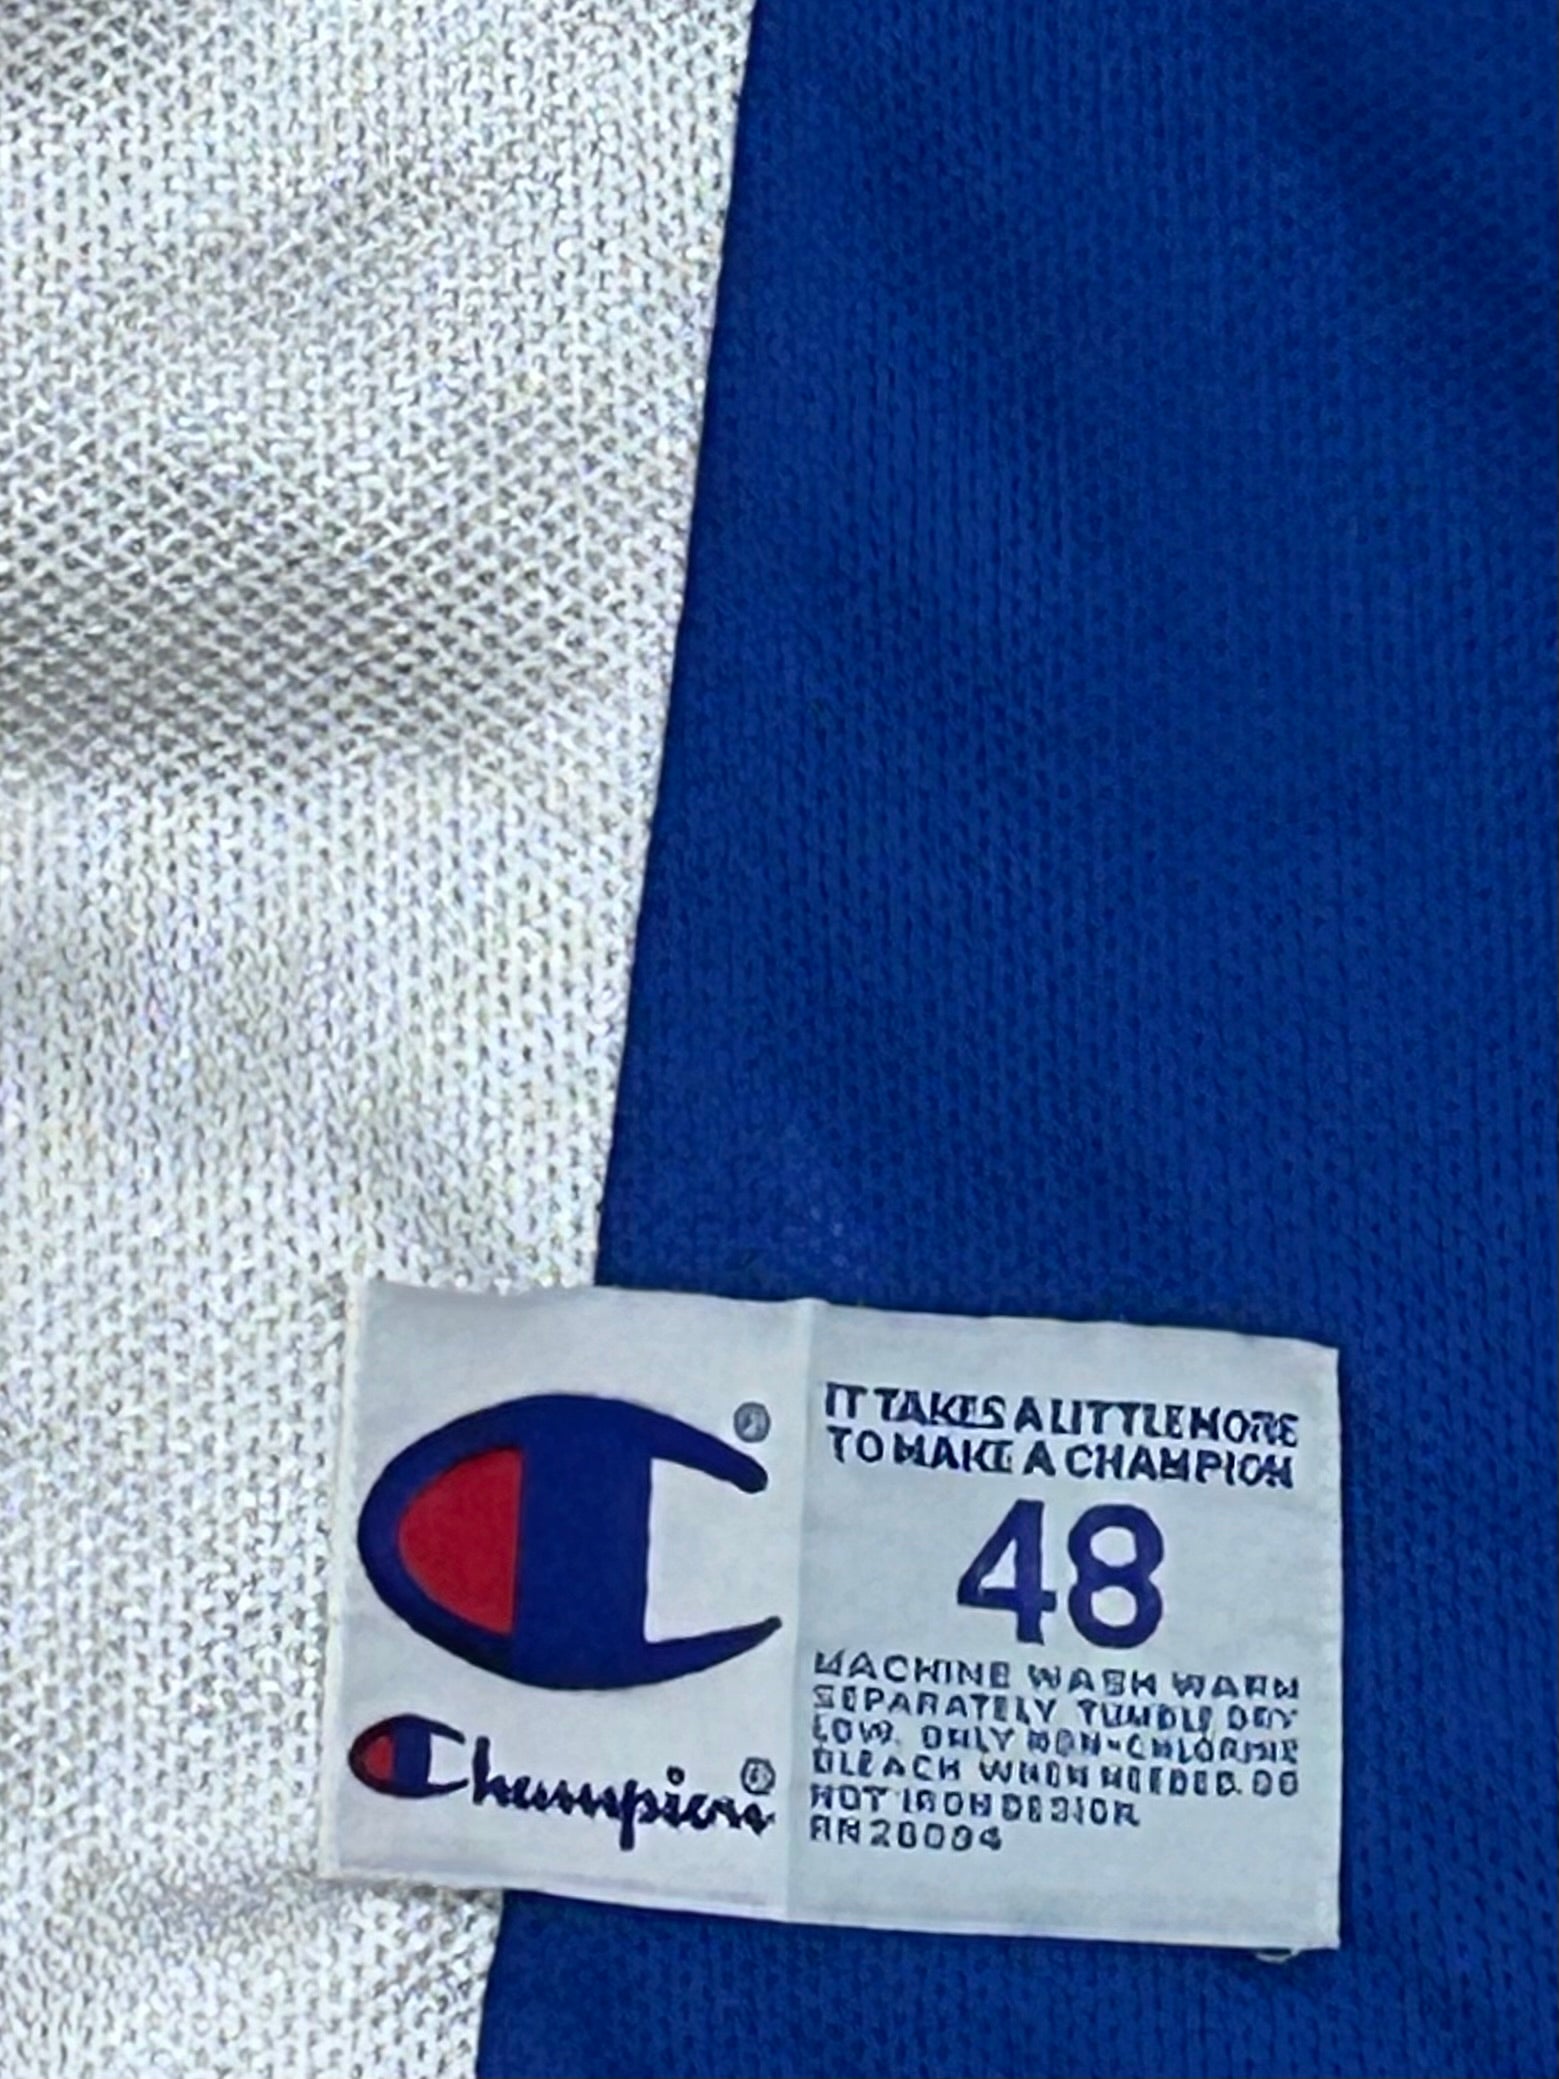 IT TAKES A LITTLE MORE
TO MAKE A CHAMPION
48
MACHINE WASH WARM
SEPARATELY TUMBLE DRY
LOW. ONLY NON-CHLORINE
BLEACH WHEN NEEDED. DO
NOT IRON DESIGN
RN 26094
Champion